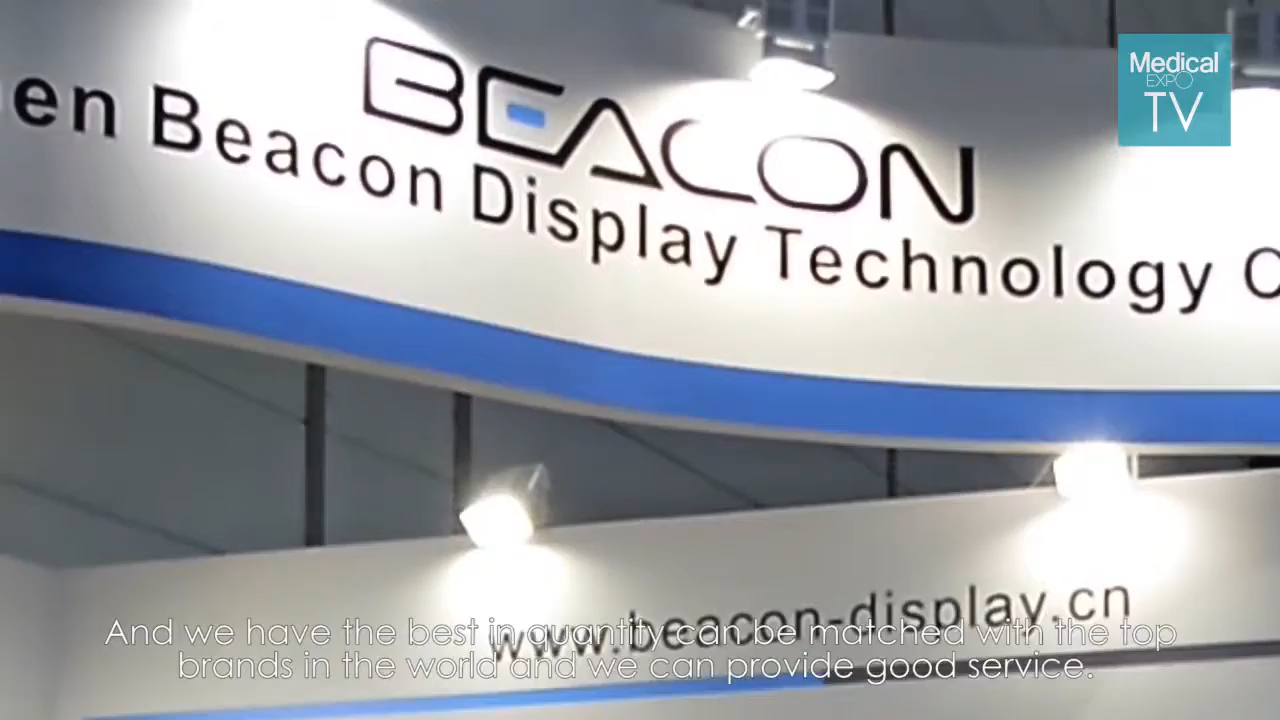 Medical
EXPO
TV
BEACON
en Beacon Display Technology C
www.beacon-display.cn
And we have the best in quantity can be matched with the top
brands in the world and we can provide good service.